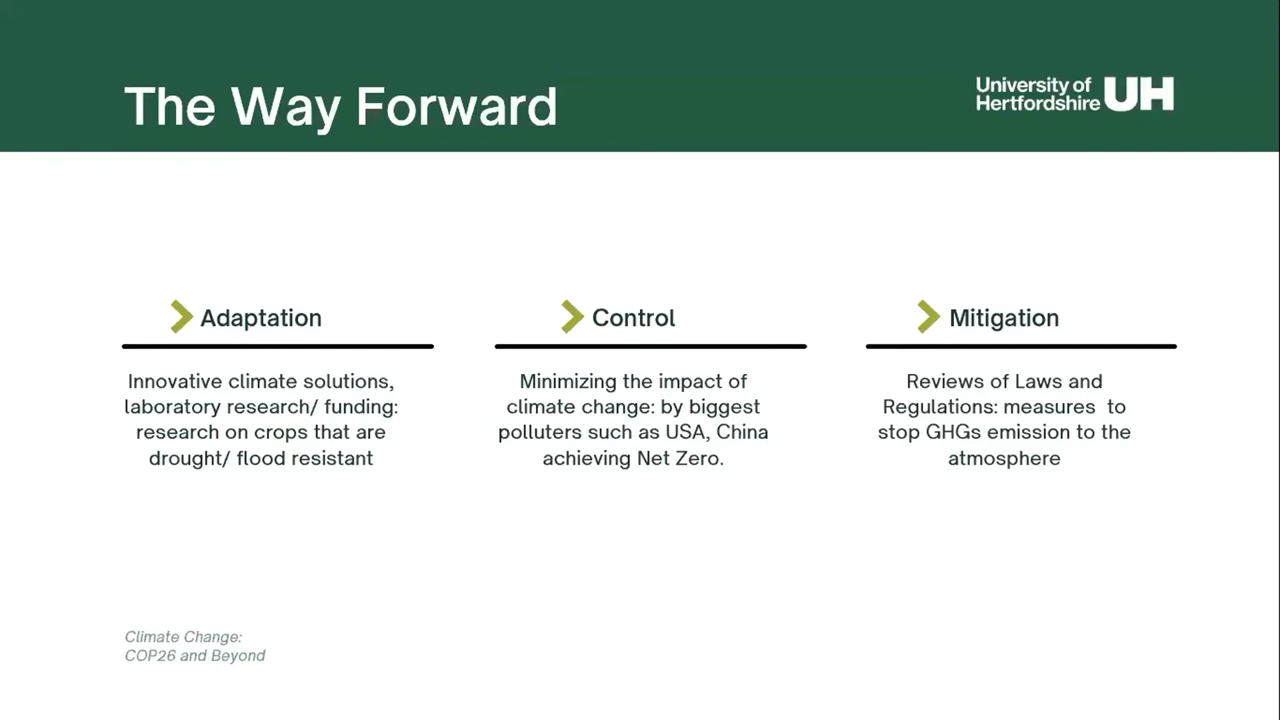 The Way Forward
University of
Hertfordshire UH
Adaptation
Innovative climate solutions,
laboratory research/ funding:
research on crops that are
drought/ flood resistant
Control
Minimizing the impact of
climate change: by biggest
polluters such as USA, China
achieving Net Zero.
Mitigation
Reviews of Laws and
Regulations: measures  to
stop GHGs emission to the
atmosphere
Climate Change:
COP26 and Beyond